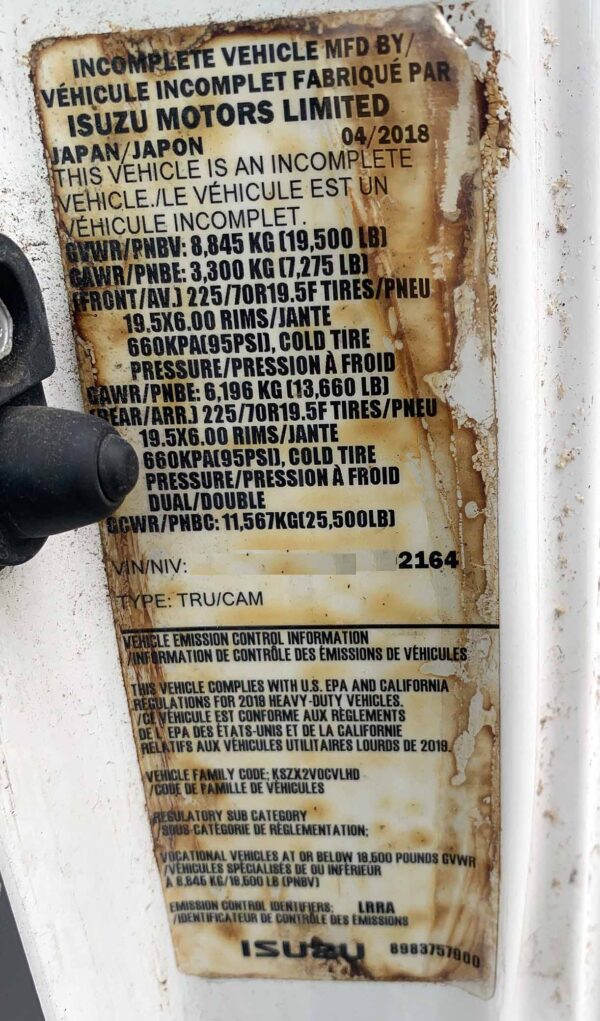 INCOMPLETE VEHICLE MFD BY/
VÉHICULE INCOMPLET FABRIQUÉ PAR
ISUZU MOTORS LIMITED
JAPAN/JAPON 04/2018
THIS VEHICLE IS AN INCOMPLETE
VEHICLE./LE VÉHICULE EST UN
VÉHICULE INCOMPLET.
GVWR/PNBV: 8,845 KG (19,500 LB)
GAWR/PNBE: 3,300 KG (7,275 LB)
(FRONT/AV.) 225/70R19.5F TIRES/PNEU
19.5X6.00 RIMS/JANTE
660KPA(95PSI), COLD TIRE
PRESSURE/PRESSION À FROID
GAWR/PNBE: 6,196 KG (13,660 LB)
(REAR/ARR.) 225/70R19.5F TIRES/PNEU
19.5X6.00 RIMS/JANTE
660KPA(95PSI), COLD TIRE
PRESSURE/PRESSION À FROID
DUAL/DOUBLE
GCWR/PNBC: 11,567KG(25,500LB)
VIN/NIV: 2164
TYPE: TRU/CAM
VEHICLE EMISSION CONTROL INFORMATION
/INFORMATION DE CONTRÔLE DES ÉMISSIONS DE VÉHICULES
THIS VEHICLE COMPLIES WITH U.S. EPA AND CALIFORNIA
REGULATIONS FOR 2019 HEAVY-DUTY VEHICLES.
/CE VÉHICULE EST CONFORME AUX RÈGLEMENTS
DE L'EPA DES ÉTATS-UNIS ET DE LA CALIFORNIE
RELATIFS AUX VÉHICULES UTILITAIRES LOURDS DE 2019.
VEHICLE FAMILY CODE: KSZX2VOCVLHD
/CODE DE FAMILLE DE VÉHICULES
REGULATORY SUB CATEGORY
/SOUS-CATÉGORIE DE RÉGLEMENTATION;
VOCATIONAL VEHICLES AT OR BELOW 19,500 POUNDS GVWR
/VÉHICULES SPÉCIALISÉS DE OU INFÉRIEUR
À 8,845 KG/19,500 LB (PNBV)
EMISSION CONTROL IDENTIFIERS: LRRA
/IDENTIFICATEUR DE CONTRÔLE DES ÉMISSIONS
ISUZU 8983757900